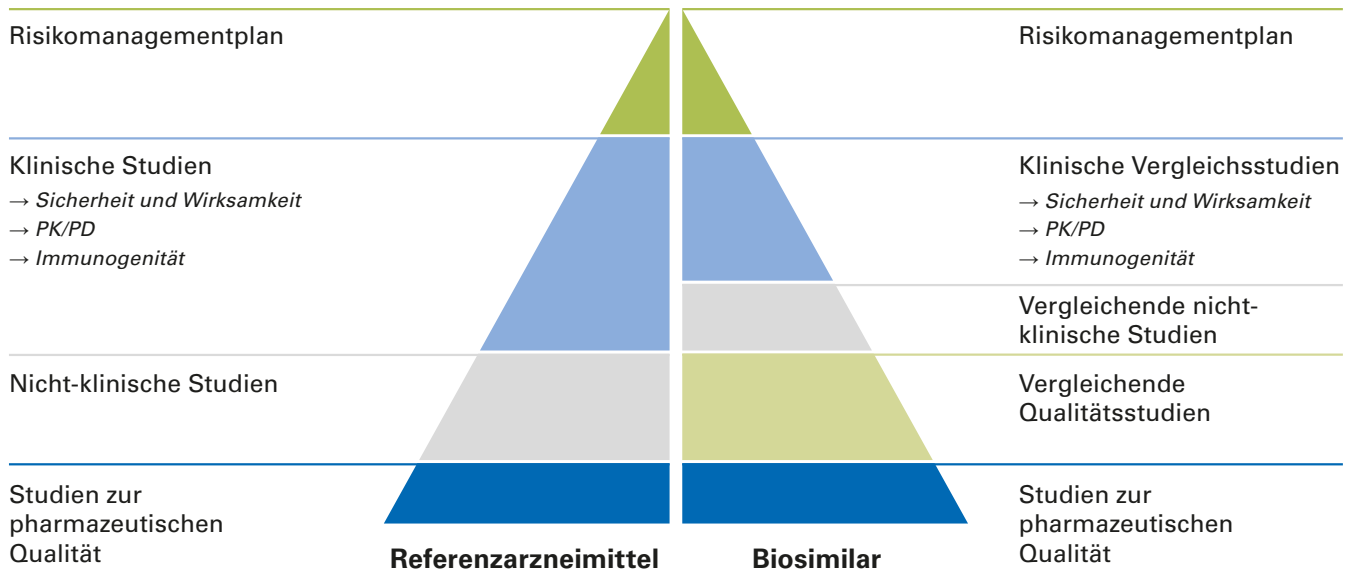 Risikomanagementplan
Klinische Studien
→ Sicherheit und Wirksamkeit
→ PK/PD
→ Immunogenität
Nicht-klinische Studien
Studien zur
pharmazeutischen
Qualität
Referenzarzneimittel
Biosimilar
Risikomanagementplan
Klinische Vergleichsstudien
→ Sicherheit und Wirksamkeit
→ PK/PD
→ Immunogenität
Vergleichende nicht-
klinische Studien
Vergleichende
Qualitätsstudien
Studien zur
pharmazeutischen
Qualität